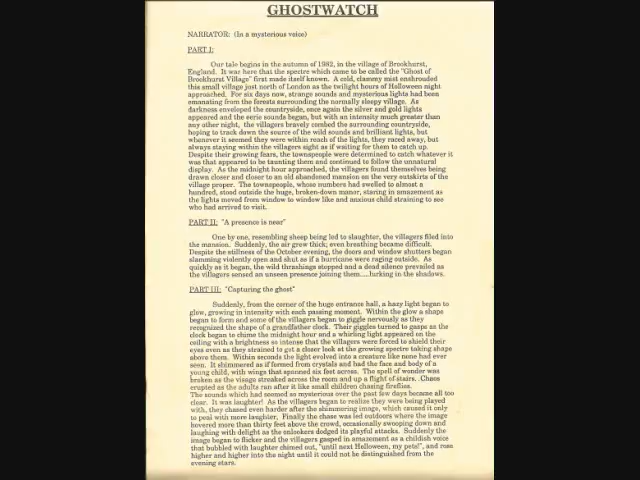 GHOSTWATCH
NARRATOR: (In a mysterious voice)
PART I:
Our tale begins in the autumn of 1982, in the village of Brookhurst,
England. It was here that the spectre which came to be called the "Ghost of
Brookhurst Village" first made itself known. A cold, clammy mist enshrouded
this small village just north of London as the twilight hours of Halloween night
approached. For six days now, strange sounds and mysterious lights had been
emanating from the forests surrounding the normally sleepy village. As
darkness enveloped the countryside, once again the silver and gold lights
appeared and the eerie sounds began, but with an intensity much greater than
any other night, the villagers bravely combed the surrounding countryside,
hoping to track down the source of the wild sounds and brilliant lights, but
whenever it seemed they were within reach of the lights, they raced away, but
always staying within the villagers sight as if waiting for them to catch up.
Despite their growing fears, the townspeople were determined to catch whatever it
was that appeared to be taunting them and continued to follow the unnatural
display. As the midnight hour approached, the villagers found themselves being
drawn closer and closer to an old abandoned mansion on the very outskirts of the
village proper. The townspeople, whose numbers had swelled to almost a
hundred, stood outside the huge, broken-down manor, staring in amazement as
the lights moved from window to window like and anxious child straining to see
who had arrived to visit.
PART II: "A presence is near"
One by one, resembling sheep being led to slaughter, the villagers filed into
the mansion. Suddenly, the air grew thick; even breathing became difficult.
Despite the stillness of the October evening, the doors and window shutters began
slamming violently open and shut as if a hurricane were raging outside. As
quickly as it began, the wild thrashings stopped and a dead silence prevailed as
the villagers sensed an unseen presence joining them....lurking in the shadows.
PART III: "Capturing the ghost"
Suddenly, from the corner of the huge entrance hall, a hazy light began to
glow, growing in intensity with each passing moment. Within the glow a shape
began to form and some of the villagers began to giggle nervously as they
recognized the shape of a grandfather clock. Their giggles turned to gasps as the
clock began to chime the midnight hour and a whirling light appeared on the
ceiling with a brightness so intense that the villagers were forced to shield their
eyes even as they strained to get a closer look at the growing spectre taking shape
above them. Within seconds the light evolved into a creature like none had ever
seen. It shimmered as if formed from crystals and had the face and body of a
young child, with wings that spanned six feet across. The spell of wonder was
broken as the visage streaked across the room and up a flight of stairs. Chaos
erupted as the adults ran after it like small children chasing fireflies.
The sounds which had seemed so mysterious over the past few days became all too
clear. It was laughter! As the villagers began to realize they were being played
with, they chased even harder after the shimmering image, which caused it only
to peal with more laughter. Finally the chase was led outdoors where the image
hovered more than thirty feet above the crowd, occasionally swooping down and
laughing with delight as the onlookers dodged its playful attacks. Suddenly the
image began to flicker and the villagers gasped in amazement as a childish voice
that bubbled with laughter chimed out, "until next Halloween, my pets!", and rose
higher and higher into the night until it could not be distinguished from the
evening stars.